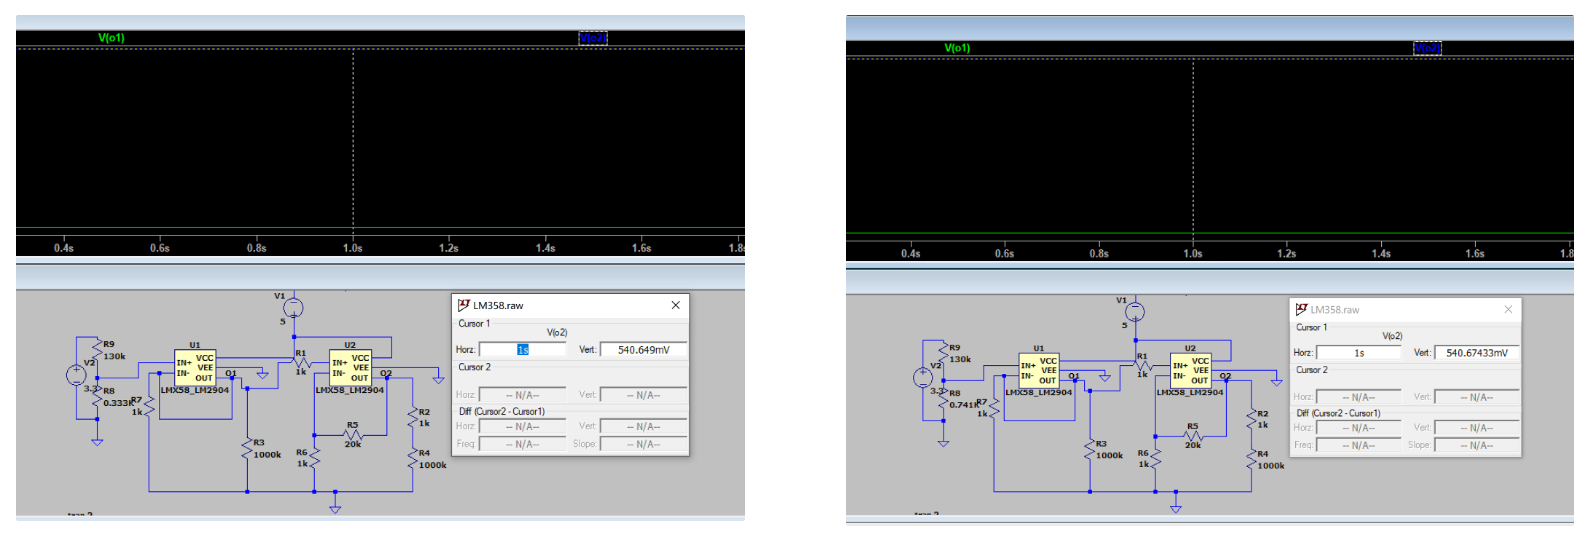 V(o1) V(o2)
0.4s 0.6s 0.8s 1.0s 1.2s 1.4s 1.6s 1.8
V1
5
R9
130k
V2
3.3
R8
0.333K
R7
1k
U1
IN+ VCC
VEE
IN- OUT
LMX58_LM2904
O1
R1
1k
U2
IN+ VCC
VEE
IN- OUT
LMX58_LM2904
O2
R3
1000k
R5
20k
R6
1k
R2
1k
R4
1000k
LM358.raw
Cursor 1
V(o2)
Horz: 1s Vert: 540.649mV
Cursor 2
Horz: -- N/A-- Vert: -- N/A--
Diff (Cursor2 - Cursor1)
Horz: -- N/A-- Vert: -- N/A--
Freq: -- N/A-- Slope: -- N/A--
V(o1) V(o2)
0.4s 0.6s 0.8s 1.0s 1.2s 1.4s 1.6s 1.8
V1
5
R9
130k
V2
3.3
R8
0.741K
R7
1k
U1
IN+ VCC
VEE
IN- OUT
LMX58_LM2904
O1
R1
1k
U2
IN+ VCC
VEE
IN- OUT
LMX58_LM2904
O2
R3
1000k
R5
20k
R6
1k
R2
1k
R4
1000k
LM358.raw
Cursor 1
V(o2)
Horz: 1s Vert: 540.67433mV
Cursor 2
Horz: -- N/A-- Vert: -- N/A--
Diff (Cursor2 - Cursor1)
Horz: -- N/A-- Vert: -- N/A--
Freq: -- N/A-- Slope: -- N/A--